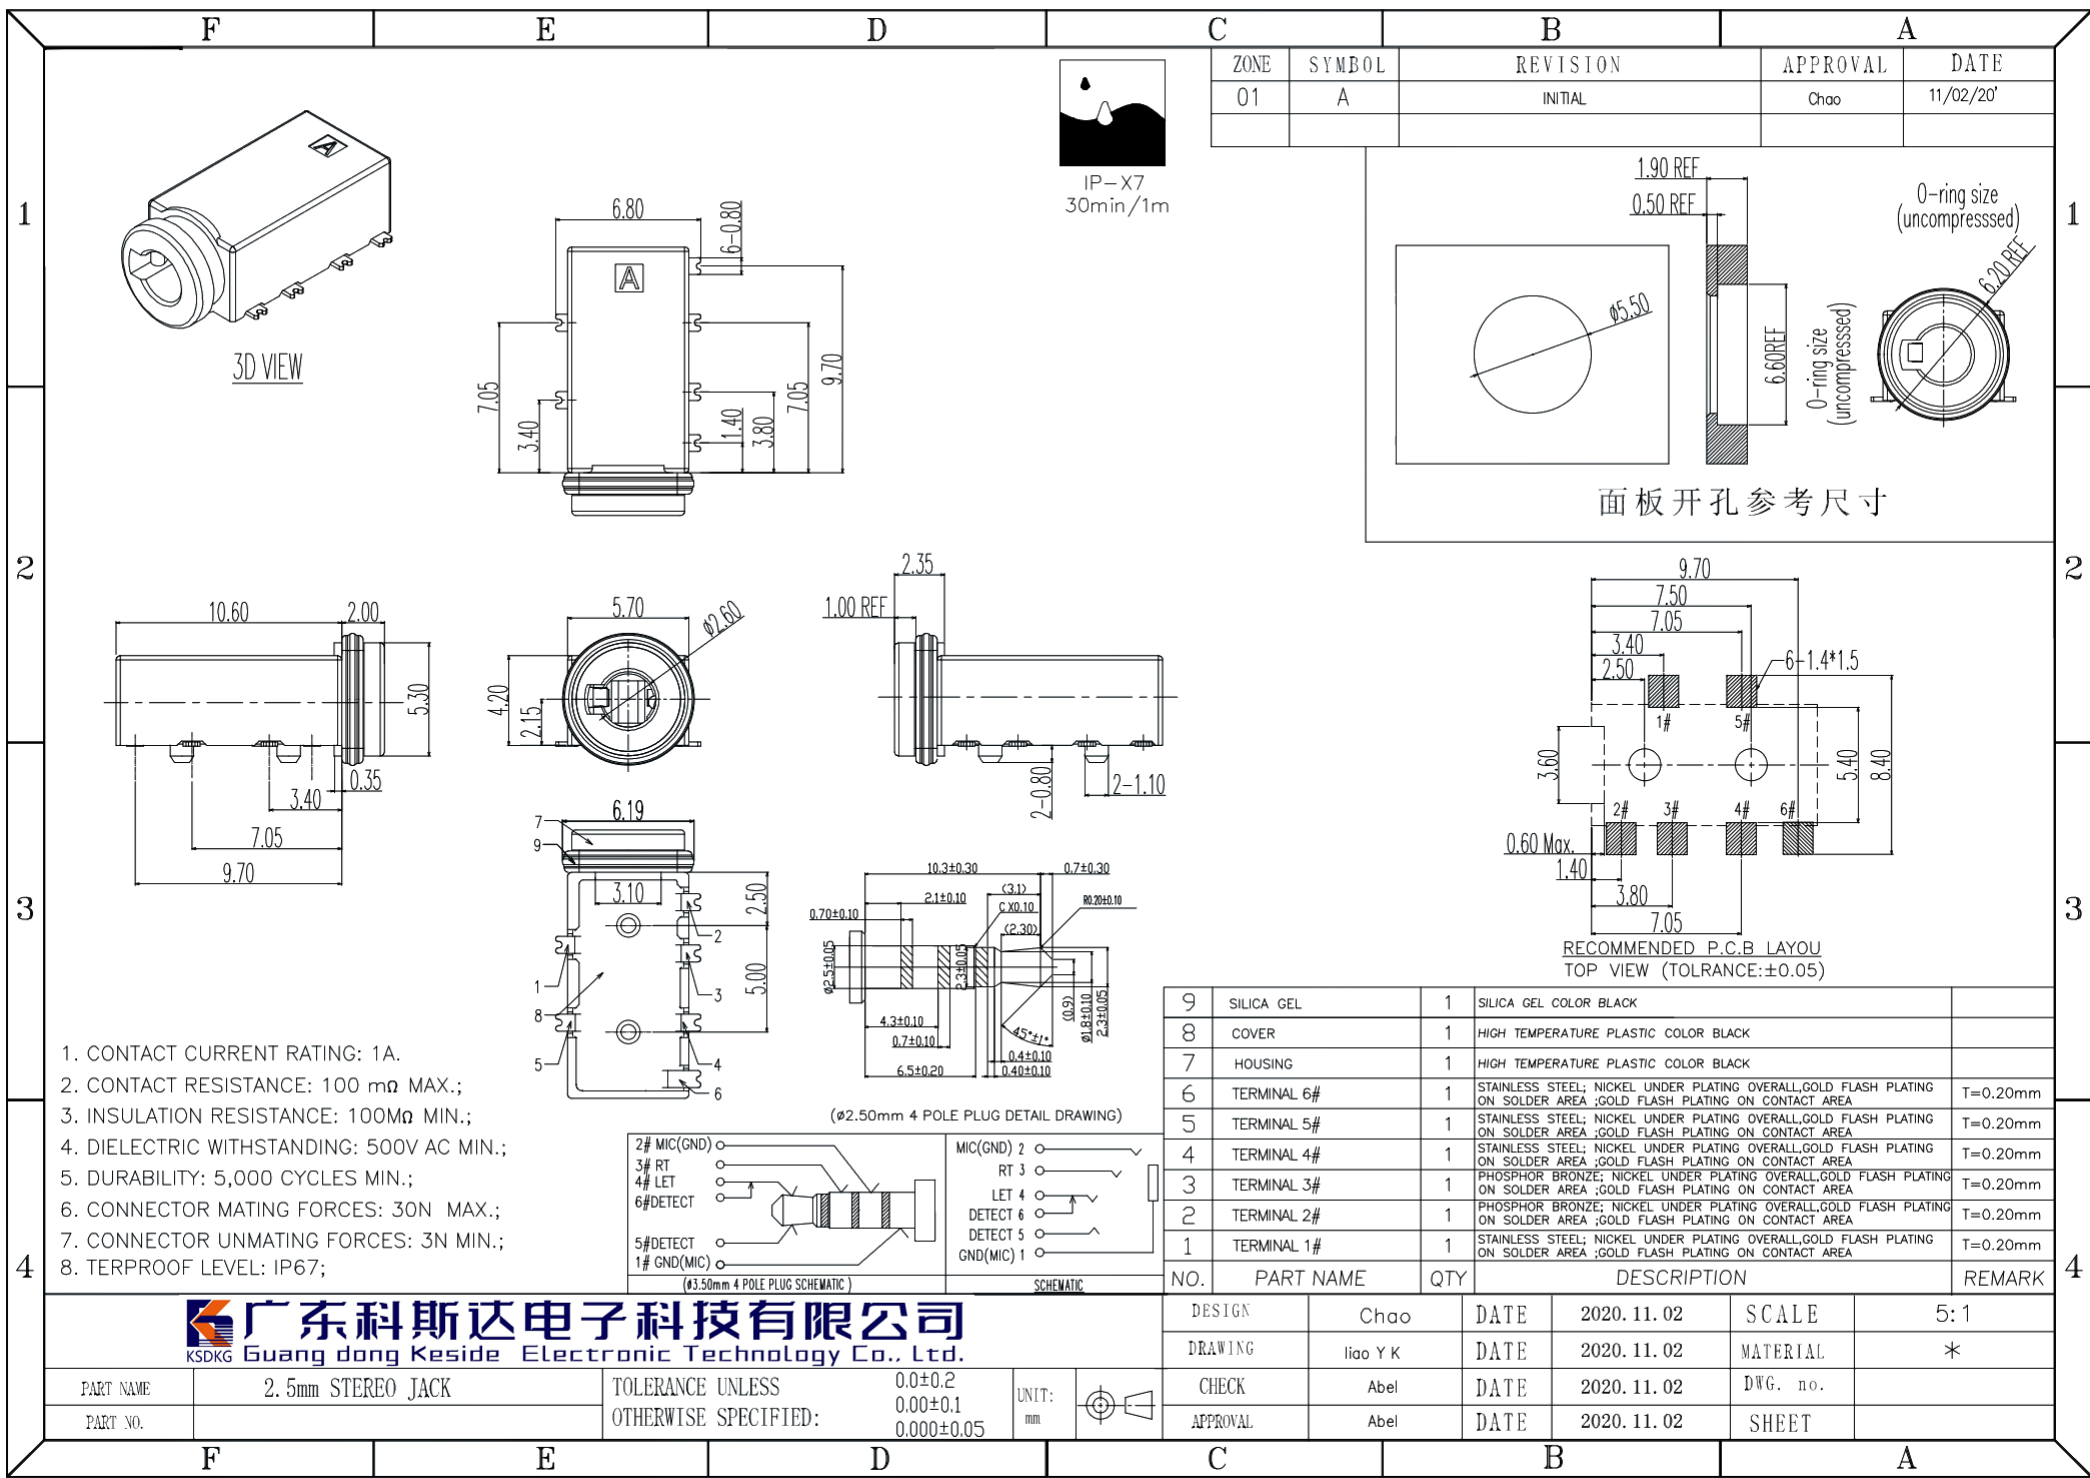 F E D C B A
ZONE SYMBOL REVISION APPROVAL DATE
01 A INITIAL Chao 11/02/20'
1
1
2
2
3
3
4
4
IP-X7
30min/1m
A
3D VIEW
6.80
6-0.80
A
7.05
3.40
1.40
3.80
7.05
9.70
1.90 REF
0.50 REF
O-ring size
(uncompresssed)
6.20 REF
ø5.50
6.60REF
O-ring size
(uncompressed)
面板开孔参考尺寸
10.60
2.00
5.30
0.35
3.40
7.05
9.70
5.70
ø2.60
4.20
2.15
2.35
1.00 REF
2-0.80
2-1.10
9.70
7.50
7.05
3.40
2.50
6-1.4*1.5
1# 5#
3.60
5.40
8.40
2# 3# 4# 6#
0.60 Max.
1.40
3.80
7.05
RECOMMENDED P.C.B LAYOU
TOP VIEW (TOLRANCE:±0.05)
6.19
7
9
3.10
2.50
2
1
5.00
3
8
5
4
6
10.3±0.30
0.7±0.30
(3.1)
2.1±0.10
C X0.10
R0.20±0.10
0.70±0.10
(2.30)
ø2.5±0.05
2.3±0.05
(0.9)
ø1.8±0.10
2.3±0.05
4.3±0.10
45°±1°
0.7±0.10
0.4±0.10
6.5±0.20
0.40±0.10
(ø2.50mm 4 POLE PLUG DETAIL DRAWING)
1. CONTACT CURRENT RATING: 1A.
2. CONTACT RESISTANCE: 100 mΩ MAX.;
3. INSULATION RESISTANCE: 100MΩ MIN.;
4. DIELECTRIC WITHSTANDING: 500V AC MIN.;
5. DURABILITY: 5,000 CYCLES MIN.;
6. CONNECTOR MATING FORCES: 30N MAX.;
7. CONNECTOR UNMATING FORCES: 3N MIN.;
8. TERPROOF LEVEL: IP67;
2# MIC(GND)
3# RT
4# LET
6#DETECT
5#DETECT
1# GND(MIC)
(ø3.50mm 4 POLE PLUG SCHEMATIC )
MIC(GND) 2
RT 3
LET 4
DETECT 6
DETECT 5
GND(MIC) 1
SCHEMATIC
9 SILICA GEL 1 SILICA GEL COLOR BLACK
8 COVER 1 HIGH TEMPERATURE PLASTIC COLOR BLACK
7 HOUSING 1 HIGH TEMPERATURE PLASTIC COLOR BLACK
6 TERMINAL 6# 1 STAINLESS STEEL; NICKEL UNDER PLATING OVERALL,GOLD FLASH PLATING
ON SOLDER AREA ;GOLD FLASH PLATING ON CONTACT AREA T=0.20mm
5 TERMINAL 5# 1 STAINLESS STEEL; NICKEL UNDER PLATING OVERALL,GOLD FLASH PLATING
ON SOLDER AREA ;GOLD FLASH PLATING ON CONTACT AREA T=0.20mm
4 TERMINAL 4# 1 STAINLESS STEEL; NICKEL UNDER PLATING OVERALL,GOLD FLASH PLATING
ON SOLDER AREA ;GOLD FLASH PLATING ON CONTACT AREA T=0.20mm
3 TERMINAL 3# 1 PHOSPHOR BRONZE; NICKEL UNDER PLATING OVERALL,GOLD FLASH PLATING
ON SOLDER AREA ;GOLD FLASH PLATING ON CONTACT AREA T=0.20mm
2 TERMINAL 2# 1 PHOSPHOR BRONZE; NICKEL UNDER PLATING OVERALL,GOLD FLASH PLATING
ON SOLDER AREA ;GOLD FLASH PLATING ON CONTACT AREA T=0.20mm
1 TERMINAL 1# 1 STAINLESS STEEL; NICKEL UNDER PLATING OVERALL,GOLD FLASH PLATING
ON SOLDER AREA ;GOLD FLASH PLATING ON CONTACT AREA T=0.20mm
NO. PART NAME QTY DESCRIPTION REMARK
广东科斯达电子科技有限公司
KSDKG Guang dong Keside Electronic Technology Co., Ltd.
PART NAME 2.5mm STEREO JACK
PART NO.
TOLERANCE UNLESS
OTHERWISE SPECIFIED:
0.0±0.2
0.00±0.1
0.000±0.05
UNIT:
mm
DESIGN Chao DATE 2020.11.02 SCALE 5:1
DRAWING liao Y K DATE 2020.11.02 MATERIAL *
CHECK Abel DATE 2020.11.02 DWG. no.
APPROVAL Abel DATE 2020.11.02 SHEET
F E D C B A